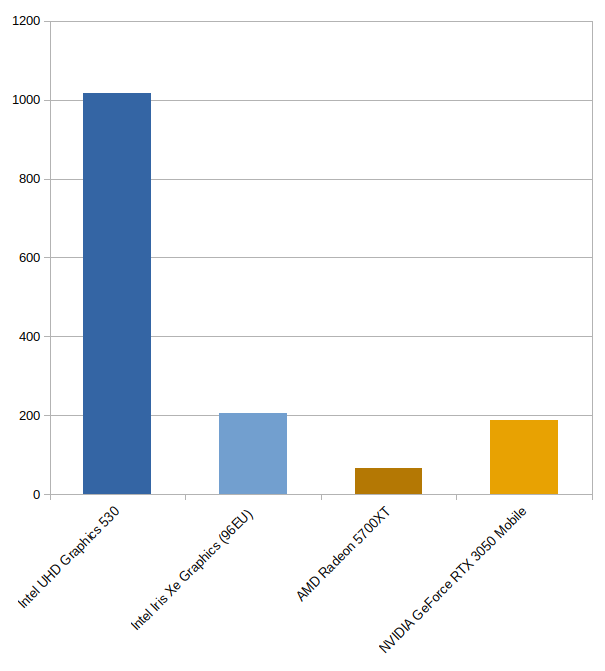 1200
1000
800
600
400
200
0
Intel UHD Graphics 530
Intel Iris Xe Graphics (96EU)
AMD Radeon 5700XT
NVIDIA GeForce RTX 3050 Mobile